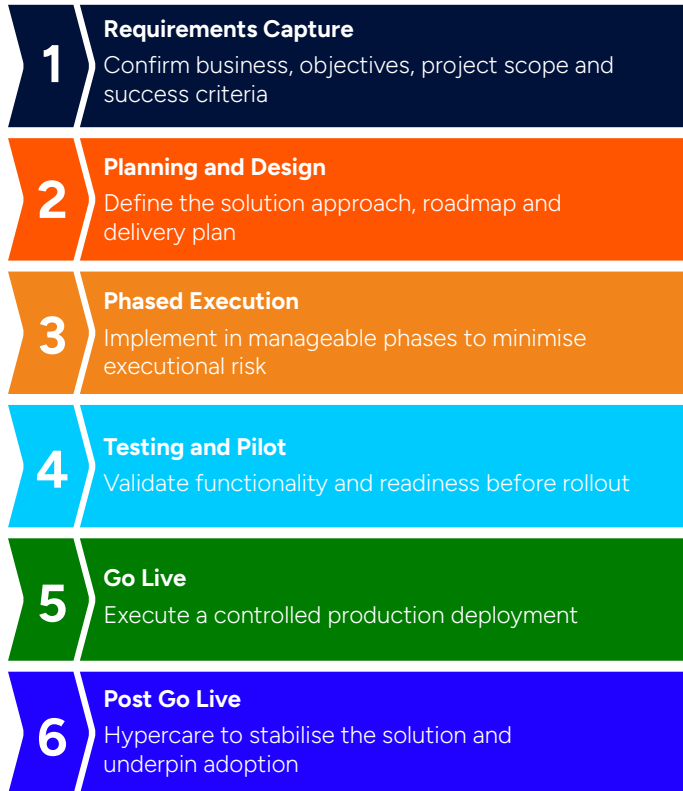 1
Requirements Capture
Confirm business, objectives, project scope and
success criteria
2
Planning and Design
Define the solution approach, roadmap and
delivery plan
3
Phased Execution
Implement in manageable phases to minimise
executional risk
4
Testing and Pilot
Validate functionality and readiness before rollout
5
Go Live
Execute a controlled production deployment
6
Post Go Live
Hypercare to stabilise the solution and
underpin adoption